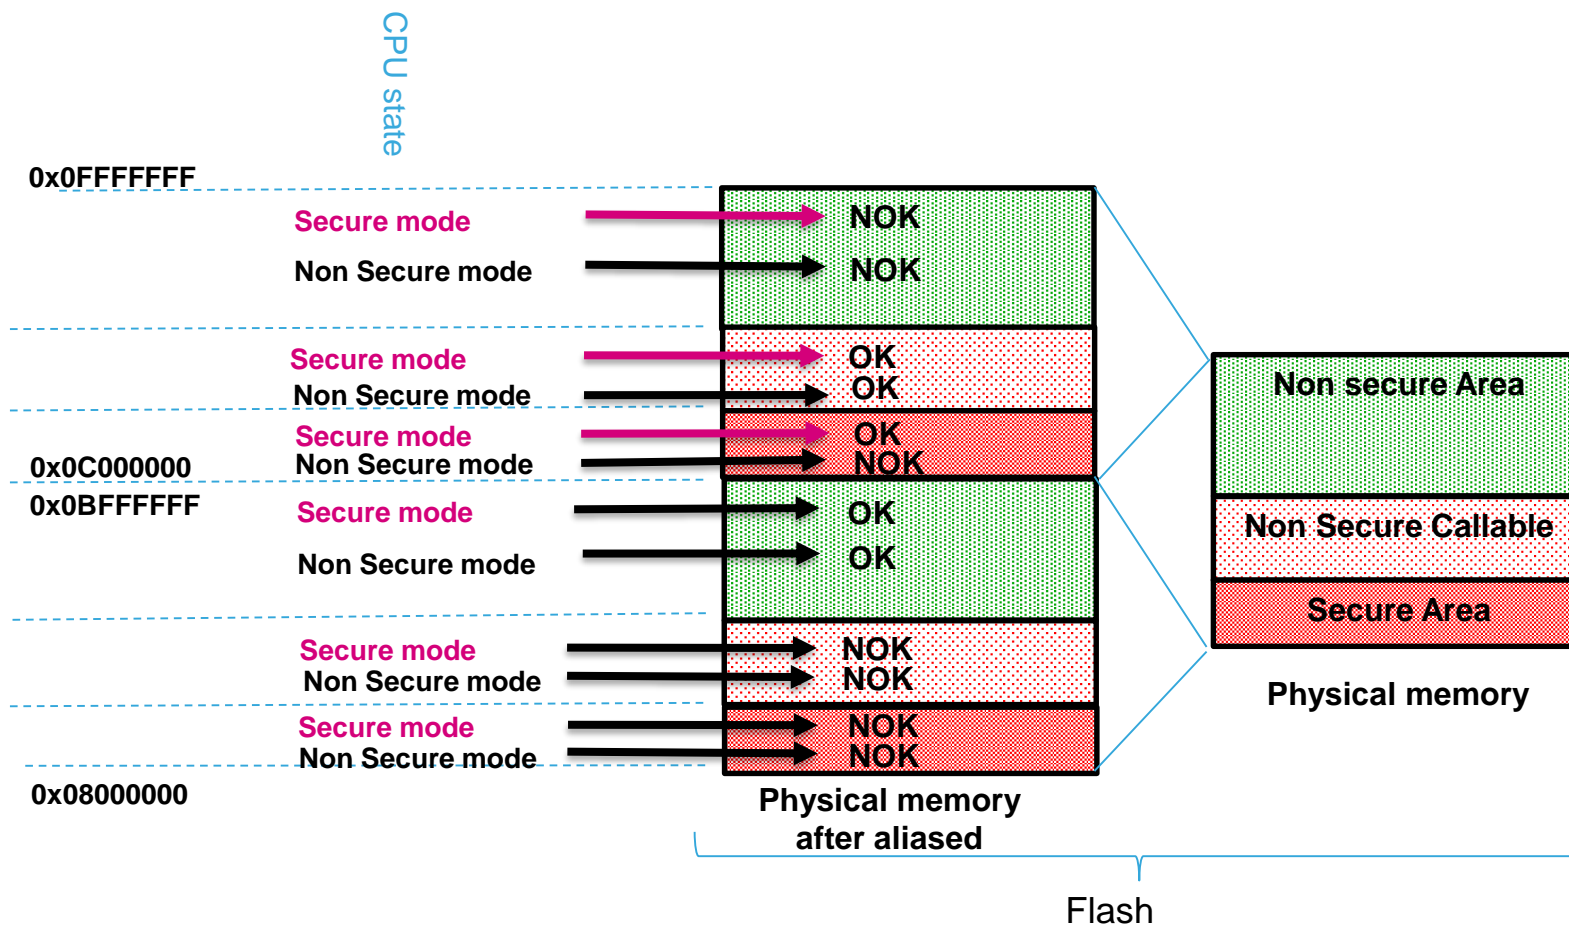 CPU state
0x0FFFFFFF
Secure mode
NOK
Non Secure mode
NOK
Secure mode
OK
Non Secure mode
OK
Secure mode
OK
Non Secure mode
NOK
0x0C000000
0x0BFFFFFF
Secure mode
OK
Non Secure mode
OK
Secure mode
NOK
Non Secure mode
NOK
Secure mode
NOK
Non Secure mode
NOK
0x08000000
Physical memory
after aliased
Non secure Area
Non Secure Callable
Secure Area
Physical memory
Flash